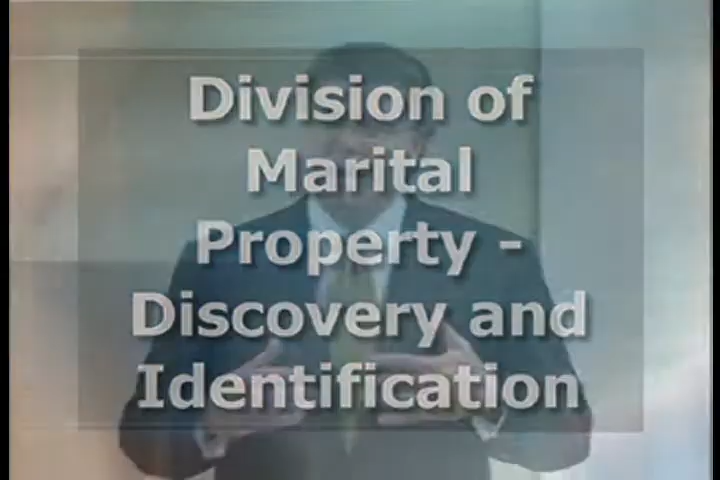 Division of
Marital
Property -
Discovery and
Identification